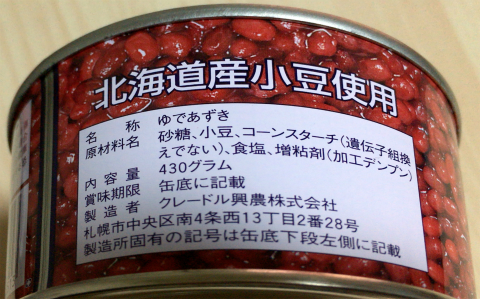 北海道産小豆使用
名称 ゆであずき
原材料名 砂糖、小豆、コーンスターチ(遺伝子組換
えでない)、食塩、増粘剤(加工デンプン)
内容量 430グラム
賞味期限 缶底に記載
製造者 クレードル興農株式会社
札幌市中央区南4条西13丁目2番28号
製造所固有の記号は缶底下段左側に記載